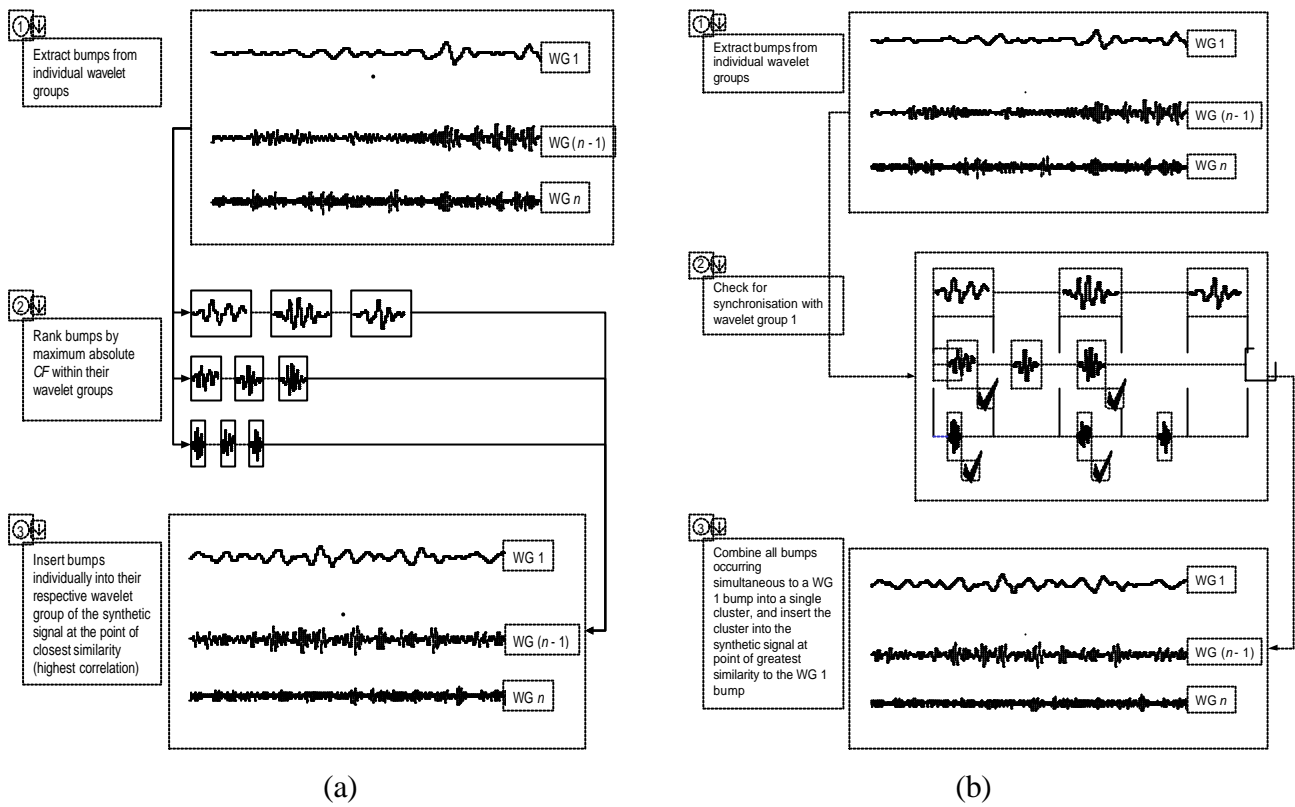 1
Extract bumps from
individual wavelet
groups
WG 1
WG (n - 1)
WG n
2
Rank bumps by
maximum absolute
CF within their
wavelet groups
3
Insert bumps
individually into their
respective wavelet
group of the synthetic
signal at the point of
closest similarity
(highest correlation)
WG 1
WG (n - 1)
WG n
(a)
1
Extract bumps from
individual wavelet
groups
WG 1
WG (n - 1)
WG n
2
Check for
synchronisation with
wavelet group 1
3
Combine all bumps
occurring
simultaneous to a WG
1 bump into a single
cluster, and insert the
cluster into the
synthetic signal at
point of greatest
similarity to the WG 1
bump
WG 1
WG (n - 1)
WG n
(b)